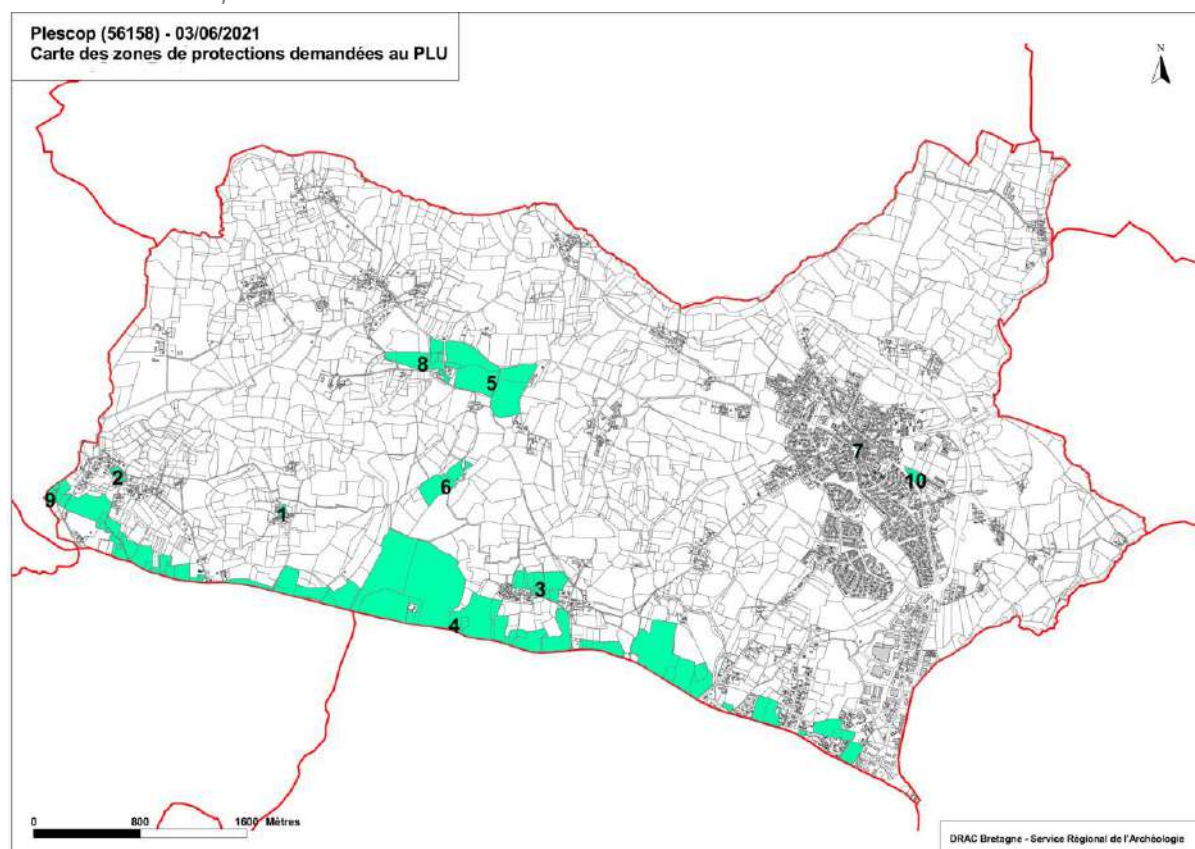 Plescop (56158) - 03/06/2021
Carte des zones de protections demandées au PLU
N
8
5
7
2
10
6
9
1
3
4
0 800 1600 Mètres
DRAC Bretagne - Service Régional de l'Archéologie